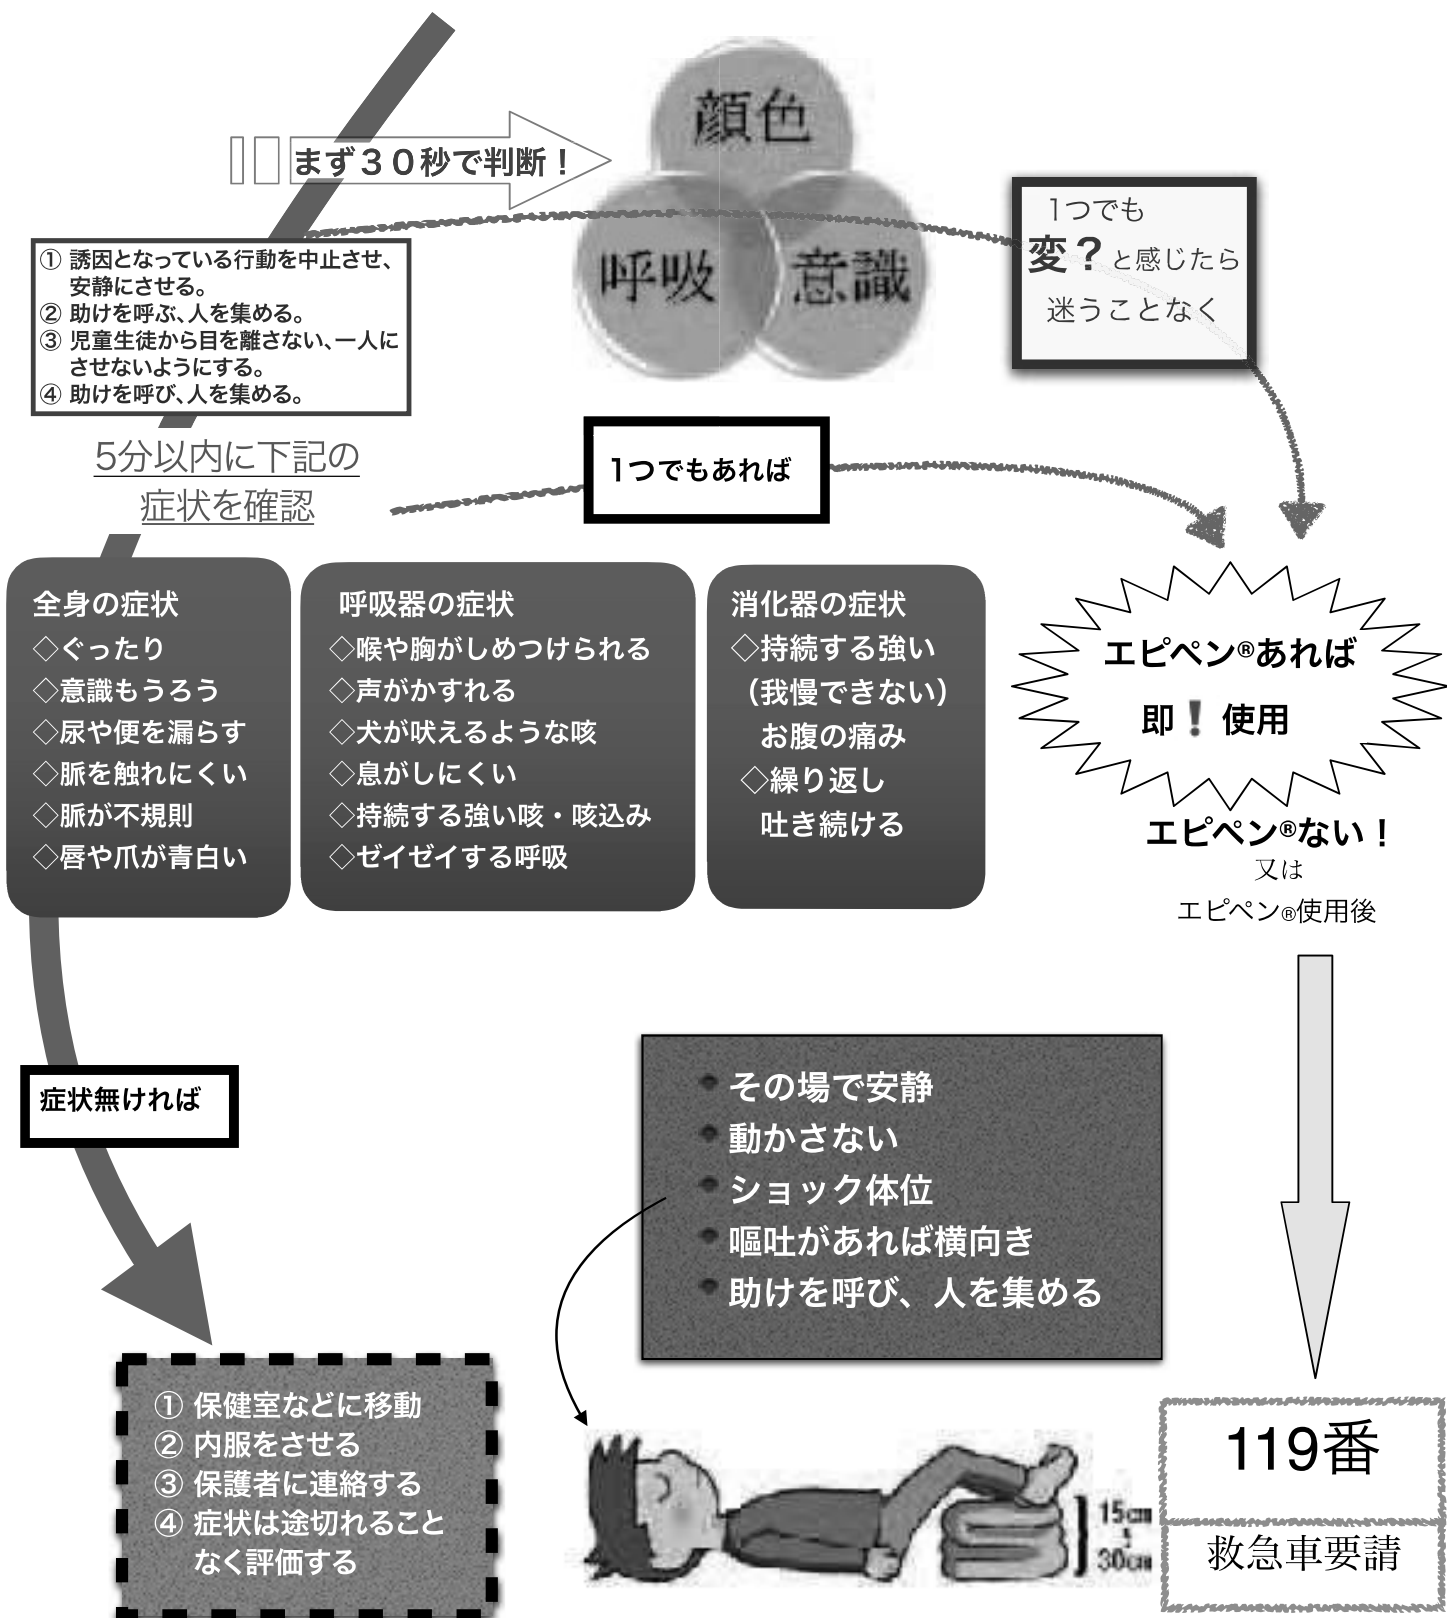 まず３０秒で判断！
顔色
呼吸
意識
1つでも
変？と感じたら
迷うことなく
① 誘因となっている行動を中止させ、
安静にさせる。
② 助けを呼ぶ、人を集める。
③ 児童生徒から目を離さない、一人に
させないようにする。
④ 助けを呼び、人を集める。
5分以内に下記の
症状を確認
1つでもあれば
全身の症状
◇ぐったり
◇意識もうろう
◇尿や便を漏らす
◇脈を触れにくい
◇脈が不規則
◇唇や爪が青白い
呼吸器の症状
◇喉や胸がしめつけられる
◇声がかすれる
◇犬が吠えるような咳
◇息がしにくい
◇持続する強い咳・咳込み
◇ゼイゼイする呼吸
消化器の症状
◇持続する強い
（我慢できない）
お腹の痛み
◇繰り返し
吐き続ける
エピペン®あれば
即❗使用
エピペン®ない！
又は
エピペン®使用後
症状無ければ
• その場で安静
• 動かさない
• ショック体位
• 嘔吐があれば横向き
• 助けを呼び、人を集める
① 保健室などに移動
② 内服をさせる
③ 保護者に連絡する
④ 症状は途切れること
なく評価する
15cm
〜
30cm
119番
救急車要請